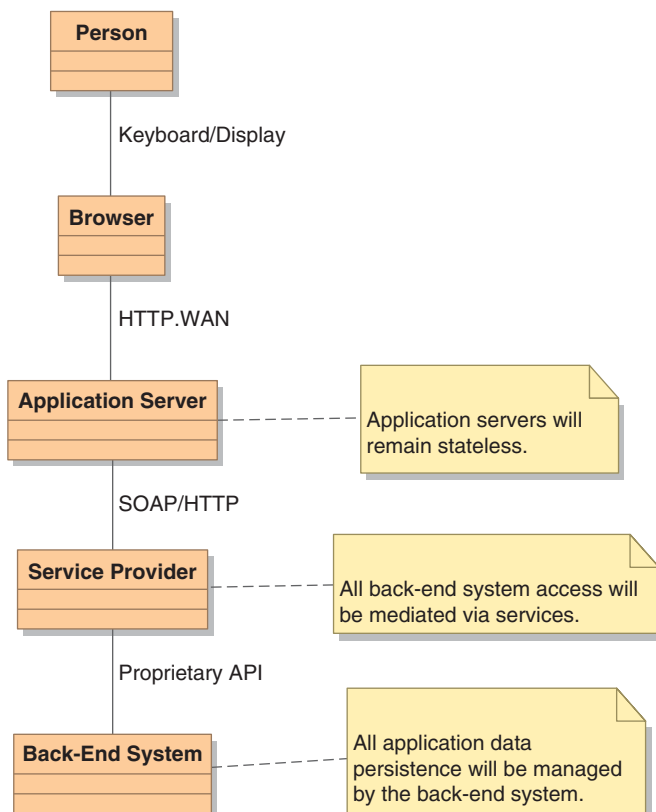 Person
Keyboard/Display
Browser
HTTP.WAN
Application Server
Application servers will
remain stateless.
SOAP/HTTP
Service Provider
All back-end system access will
be mediated via services.
Proprietary API
Back-End System
All application data
persistence will be managed
by the back-end system.